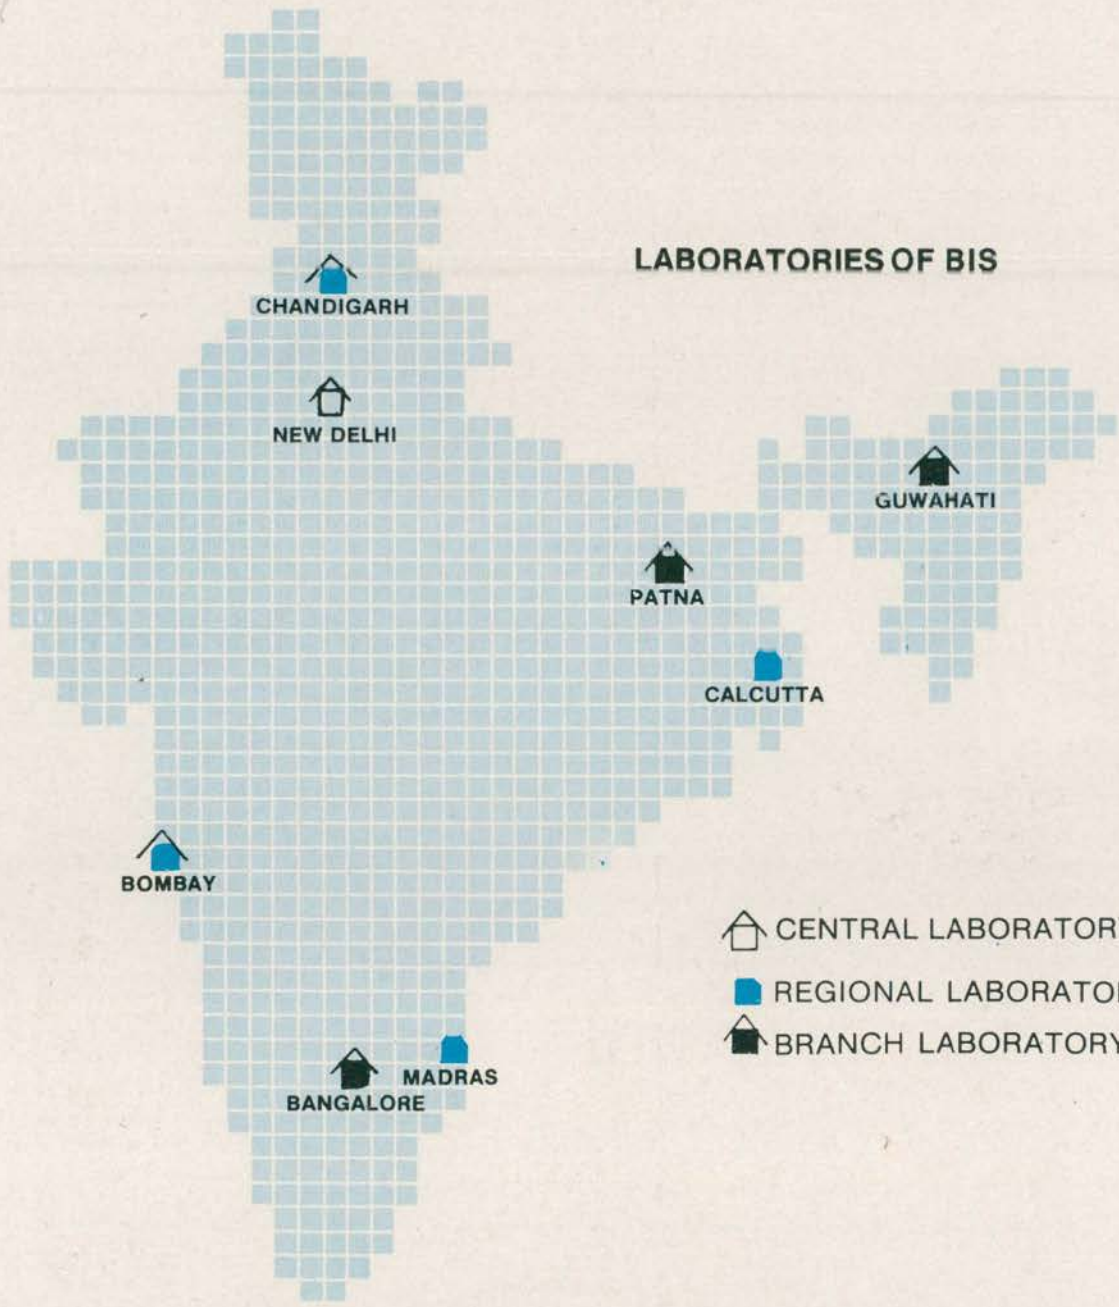 LABORATORIES OF BIS
CHANDIGARH
NEW DELHI
GUWAHATI
PATNA
CALCUTTA
BOMBAY
CENTRAL LABORATOR
REGIONAL LABORATO
BRANCH LABORATORY
MADRAS
BANGALORE